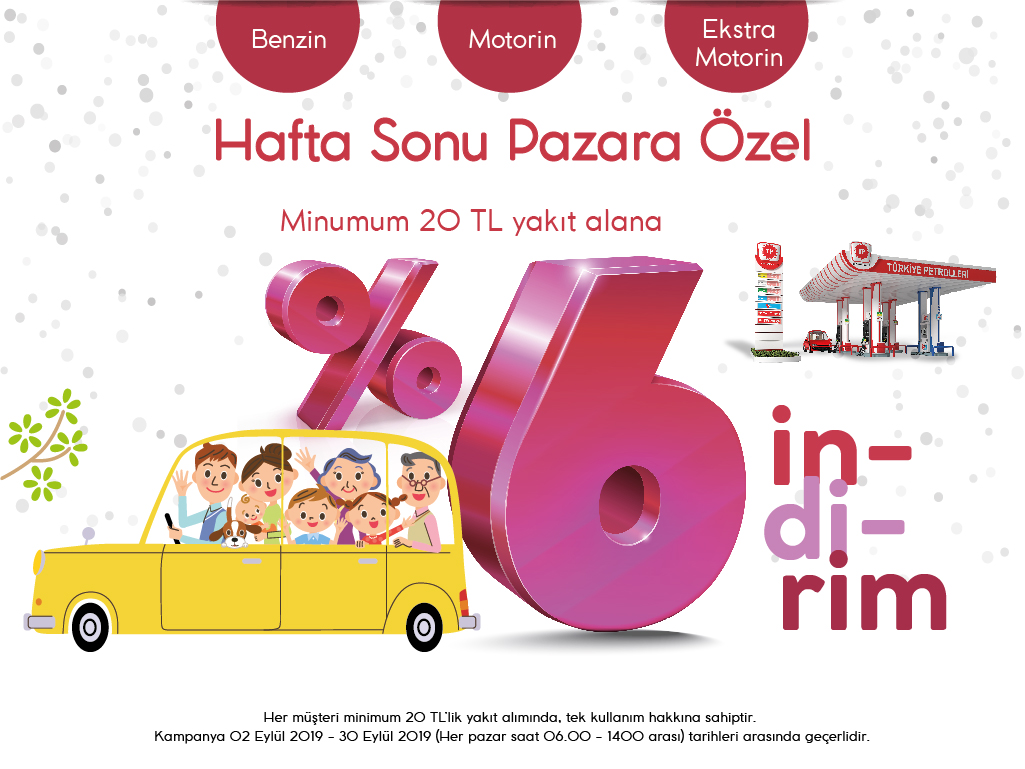 Benzin
Motorin
Ekstra
Motorin
Hafta Sonu Pazara Özel
Minumum 20 TL yakıt alana
%6
TP
TP
TÜRKİYE PETROLLERİ
in-
di-
rim
Her müşteri minimum 20 TL'lik yakıt alımında, tek kullanım hakkına sahiptir.
Kampanya 02 Eylül 2019 - 30 Eylül 2019 (Her pazar saat 06.00 - 1400 arası) tarihleri arasında geçerlidir.